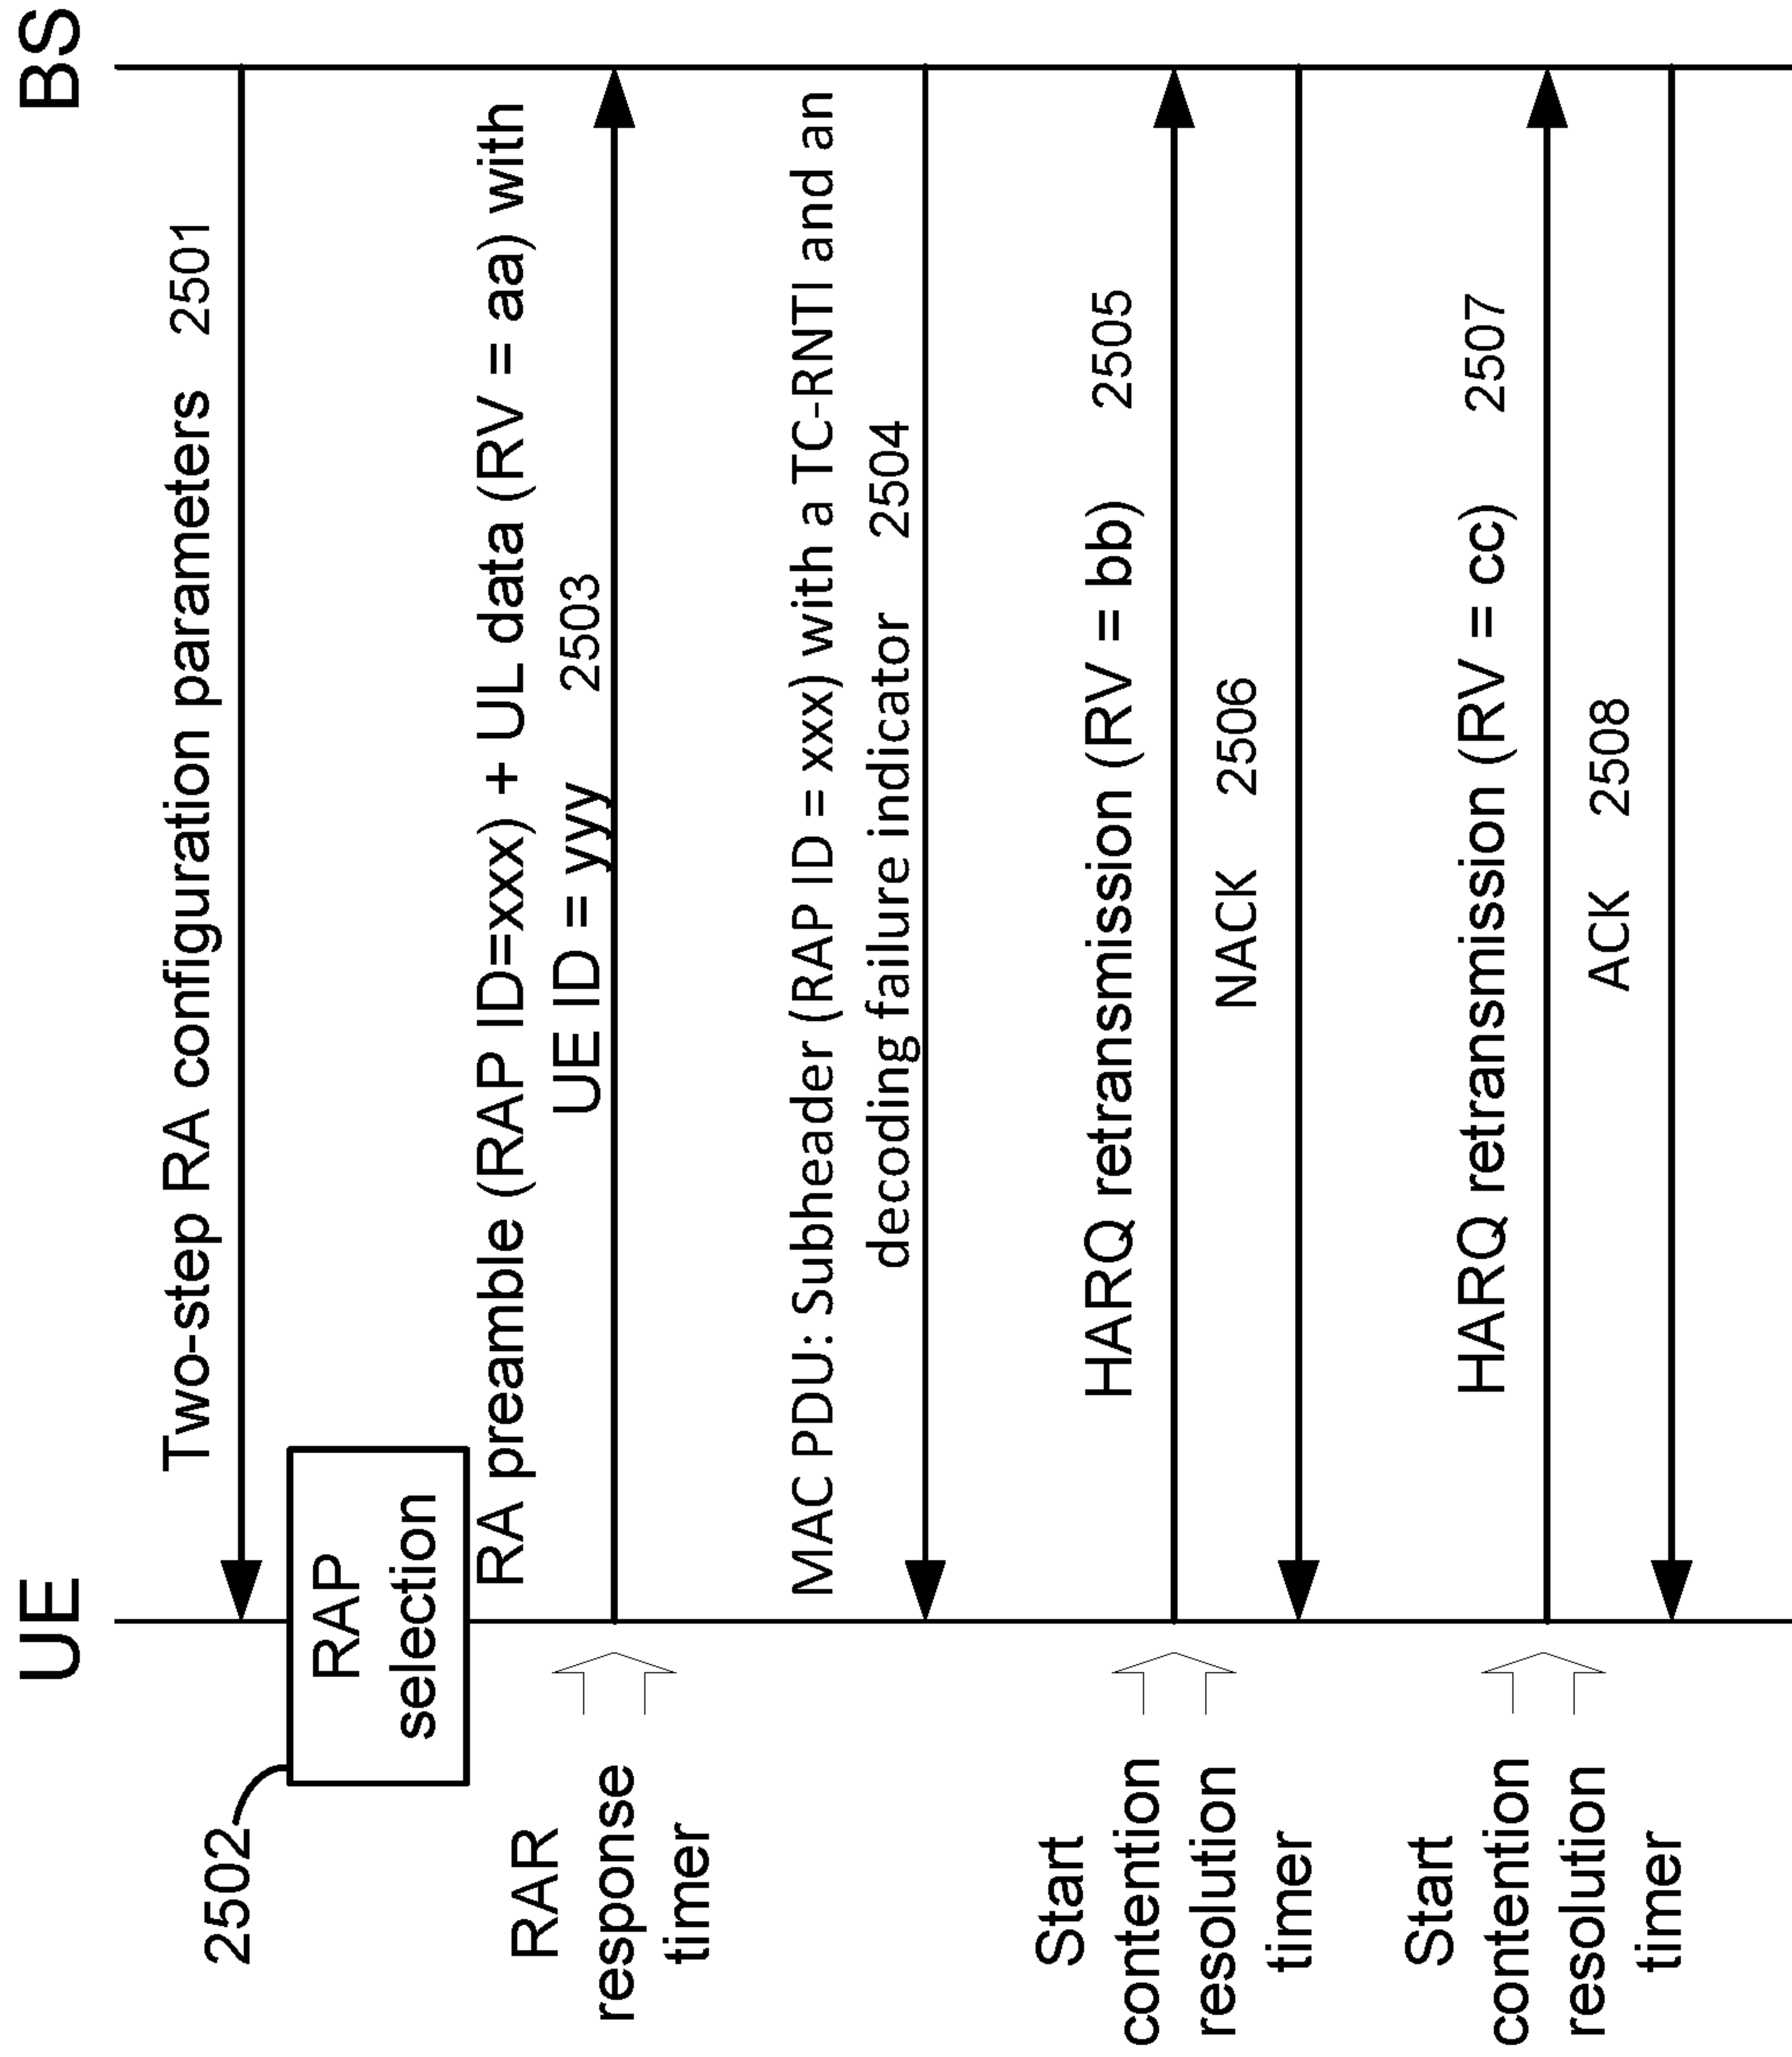 UE
BS
Two-step RA configuration parameters 2501
2502
RAP
selection
RA preamble (RAP ID=xxx) + UL data (RV = aa) with
UE ID = yyy 2503
RAR
response
timer
MAC PDU: Subheader (RAP ID = xxx) with a TC-RNTI and an
decoding failure indicator 2504
HARQ retransmission (RV = bb) 2505
Start
contention
resolution
timer
NACK 2506
HARQ retransmission (RV = cc) 2507
Start
contention
resolution
timer
ACK 2508